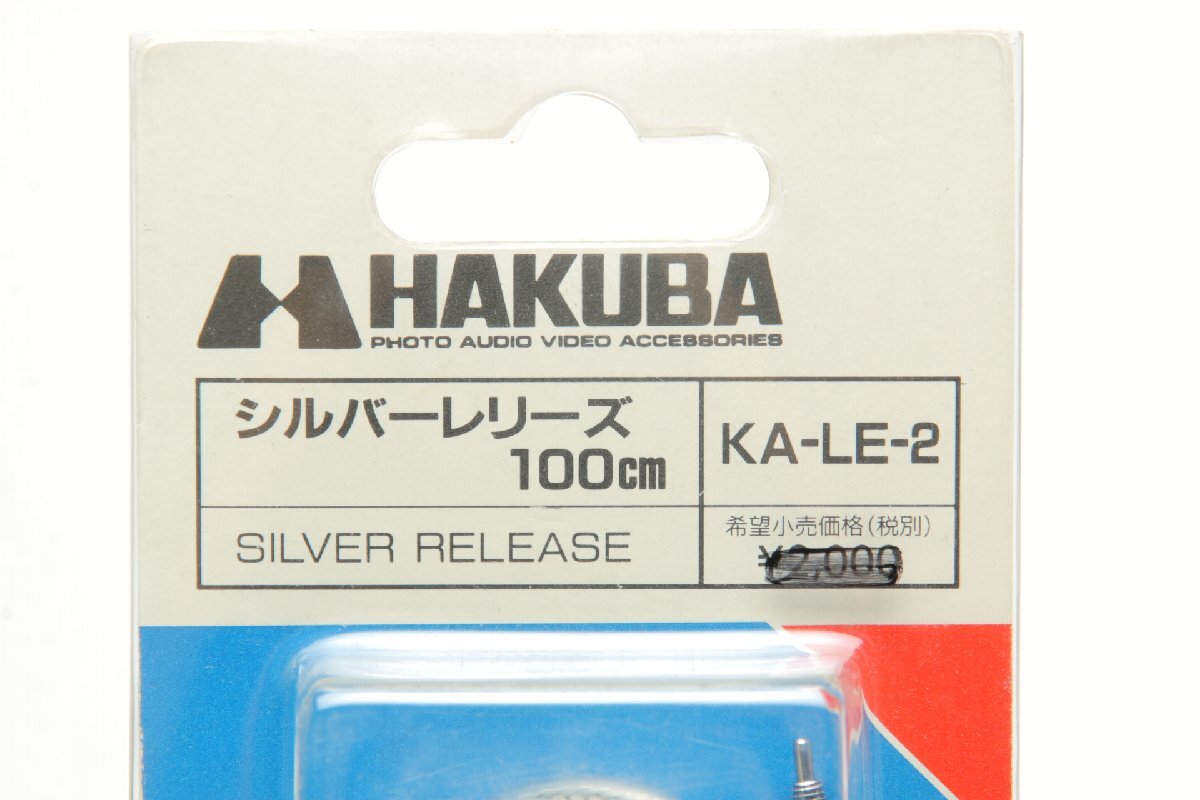 HAKUBA
PHOTO AUDIO VIDEO ACCESSORIES
シルバーレリーズ
100cm
KA-LE-2
SILVER RELEASE
希望小売価格(税別)
¥2,000